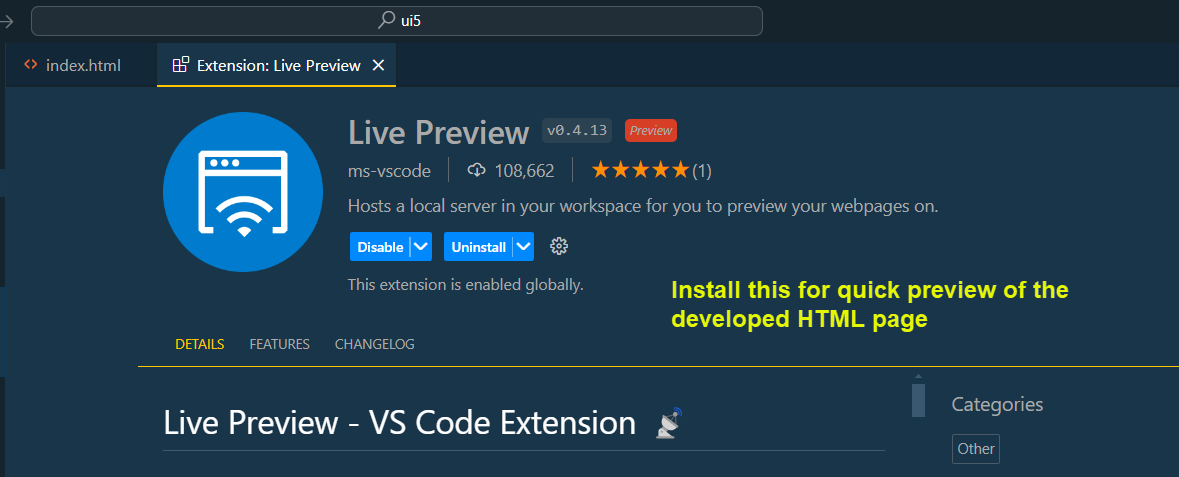 ui5
index.html
Extension: Live Preview
Live Preview v0.4.13 Preview
ms-vscode 108,662 (1)
Hosts a local server in your workspace for you to preview your webpages on.
Disable Uninstall
This extension is enabled globally.
Install this for quick preview of the
developed HTML page
DETAILS FEATURES CHANGELOG
Live Preview - VS Code Extension
Categories
Other